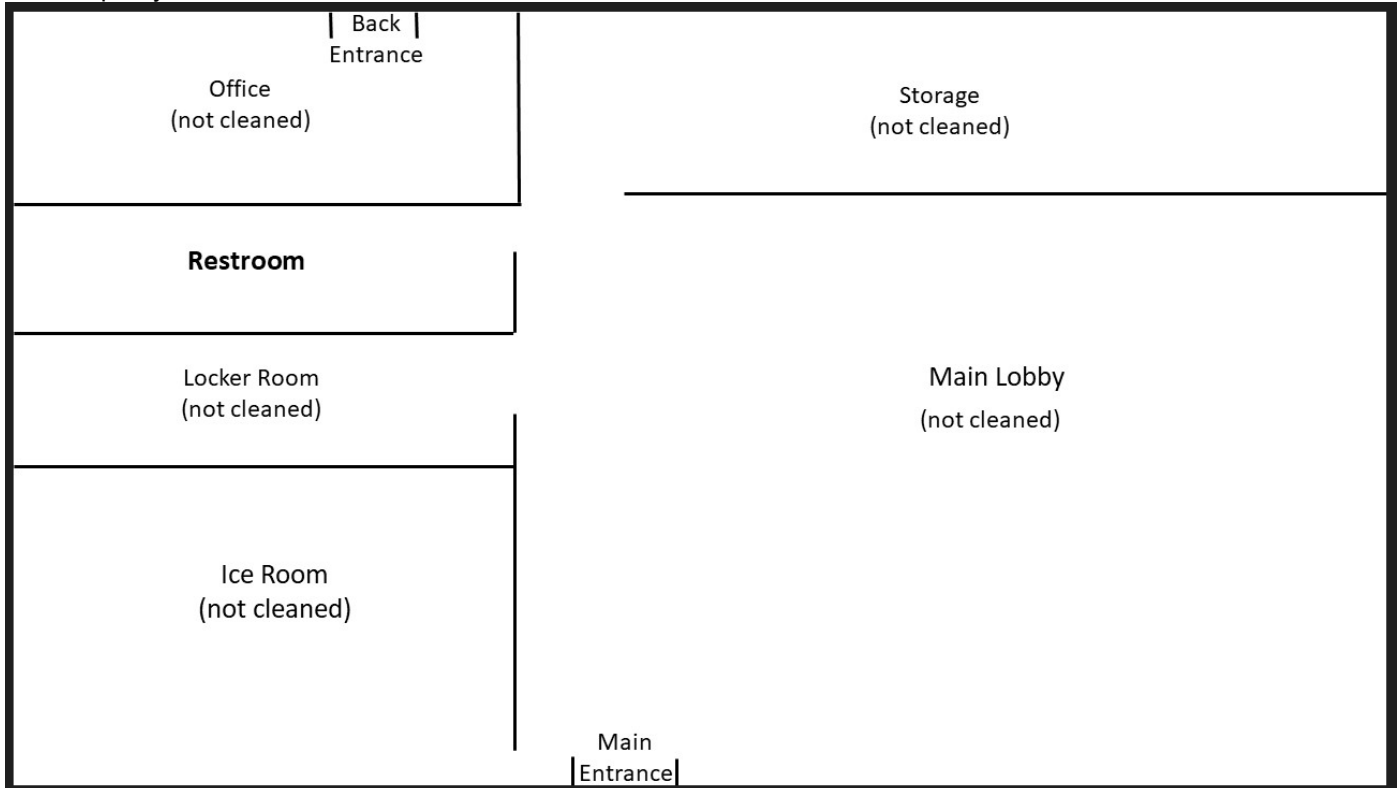 Back
Entrance
Office
(not cleaned)
Storage
(not cleaned)
Restroom
Locker Room
(not cleaned)
Main Lobby
(not cleaned)
Ice Room
(not cleaned)
Main
Entrance